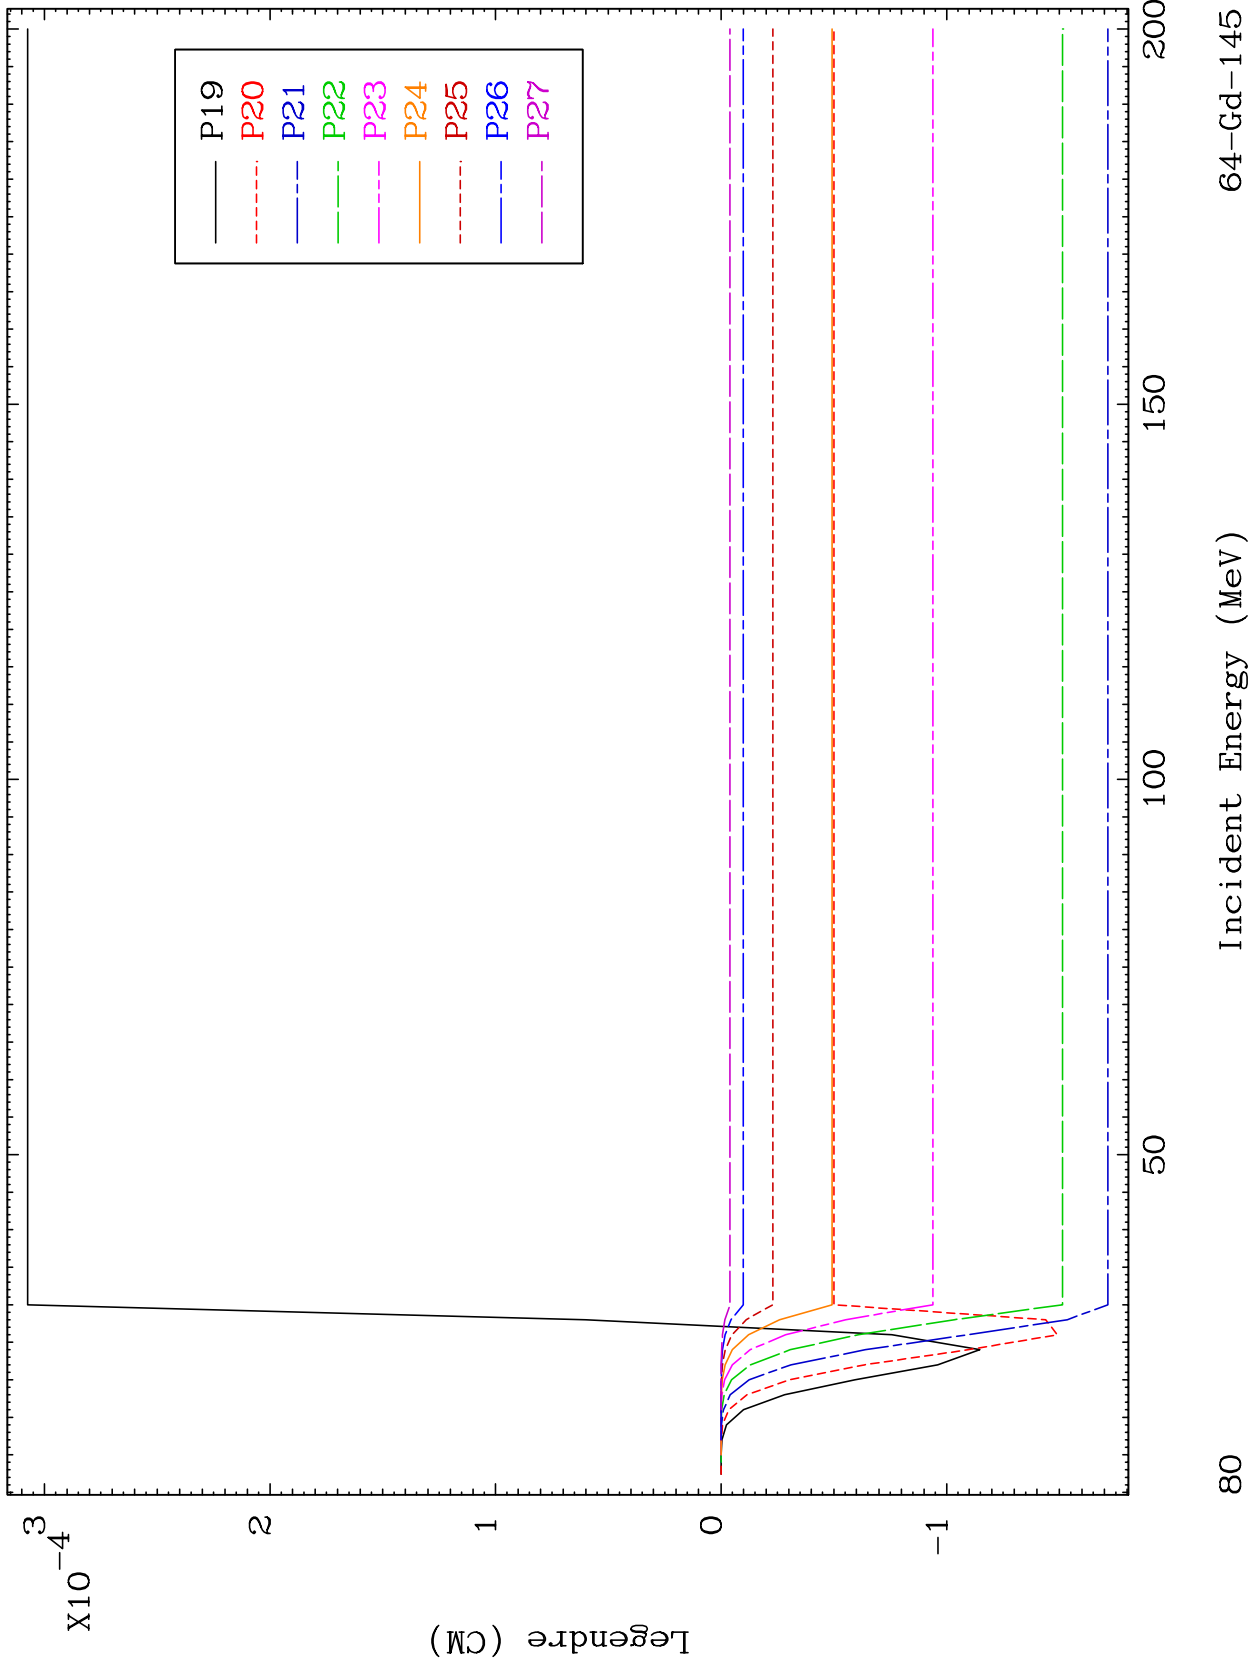 X10
-4
3
2
1
0
-1
Legendre (CM)
P19
P20
P21
P22
P23
P24
P25
P26
P27
50
100
150
200
Incident Energy (MeV)
80
64-Gd-145